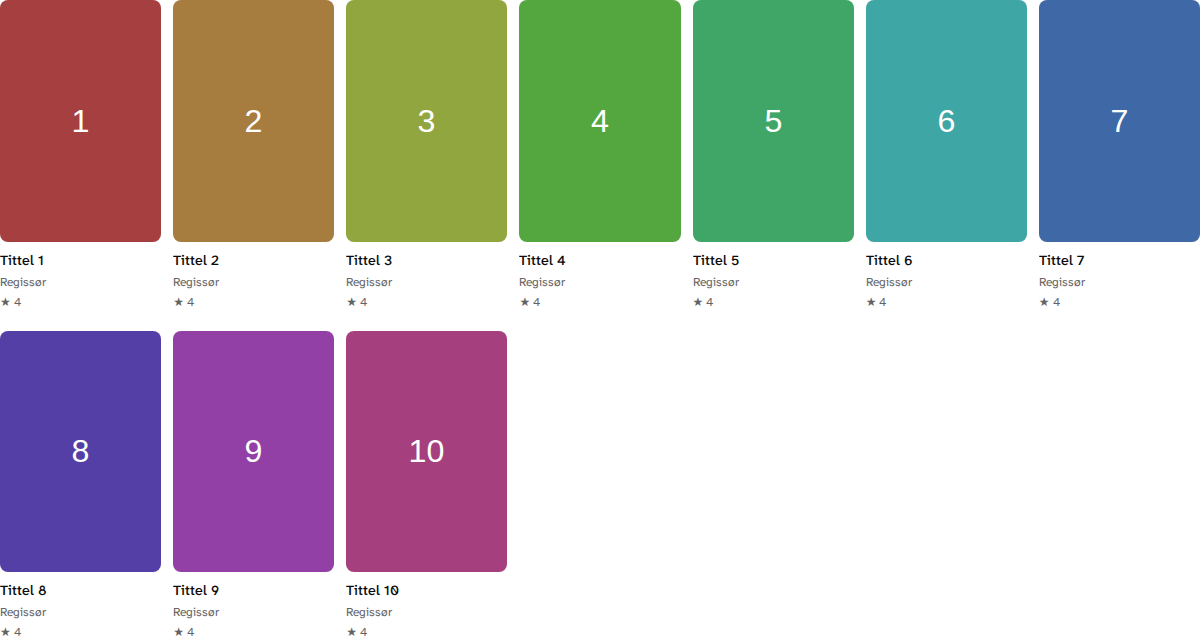 1
2
3
4
5
6
7
Tittel 1
Regissør
★ 4
Tittel 2
Regissør
★ 4
Tittel 3
Regissør
★ 4
Tittel 4
Regissør
★ 4
Tittel 5
Regissør
★ 4
Tittel 6
Regissør
★ 4
Tittel 7
Regissør
★ 4
8
9
10
Tittel 8
Regissør
★ 4
Tittel 9
Regissør
★ 4
Tittel 10
Regissør
★ 4